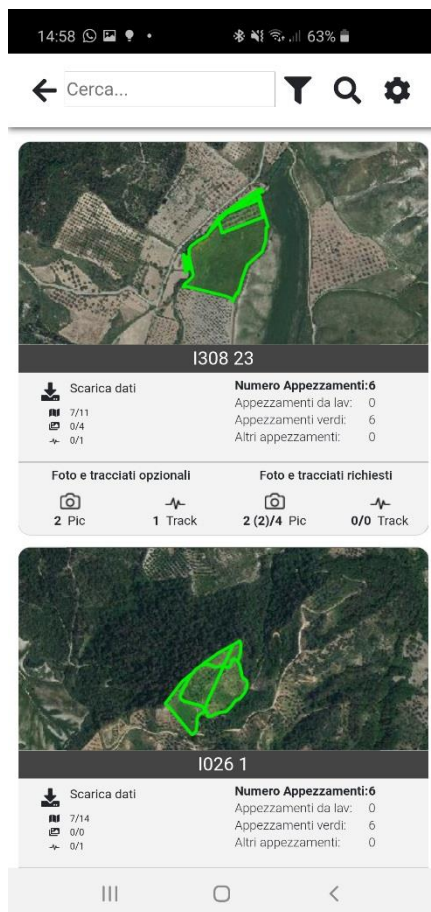 14:58 63%
Cerca...
I308 23
Scarica dati
7/11
0/4
0/1
Numero Appezzamenti:6
Appezzamenti da lav: 0
Appezzamenti verdi: 6
Altri appezzamenti: 0
Foto e tracciati opzionali
2 Pic 1 Track
Foto e tracciati richiesti
2 (2)/4 Pic 0/0 Track
I026 1
Scarica dati
7/14
0/0
0/1
Numero Appezzamenti:6
Appezzamenti da lav: 0
Appezzamenti verdi: 6
Altri appezzamenti: 0